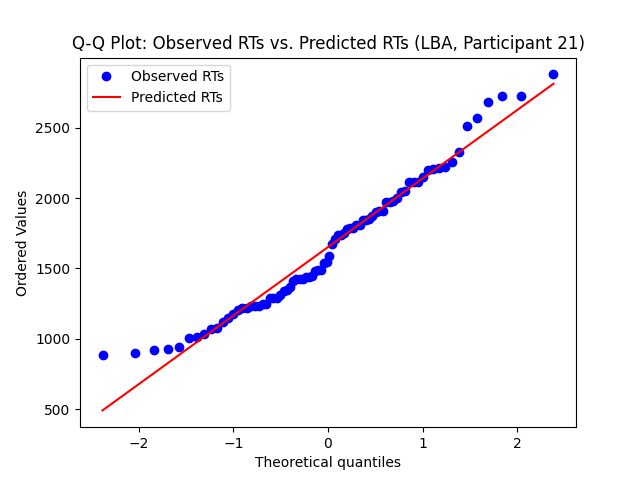 Q-Q Plot: Observed RTs vs. Predicted RTs (LBA, Participant 21)
Observed RTs
Predicted RTs
2500
2000
1500
1000
500
Ordered Values
−2
−1
0
1
2
Theoretical quantiles